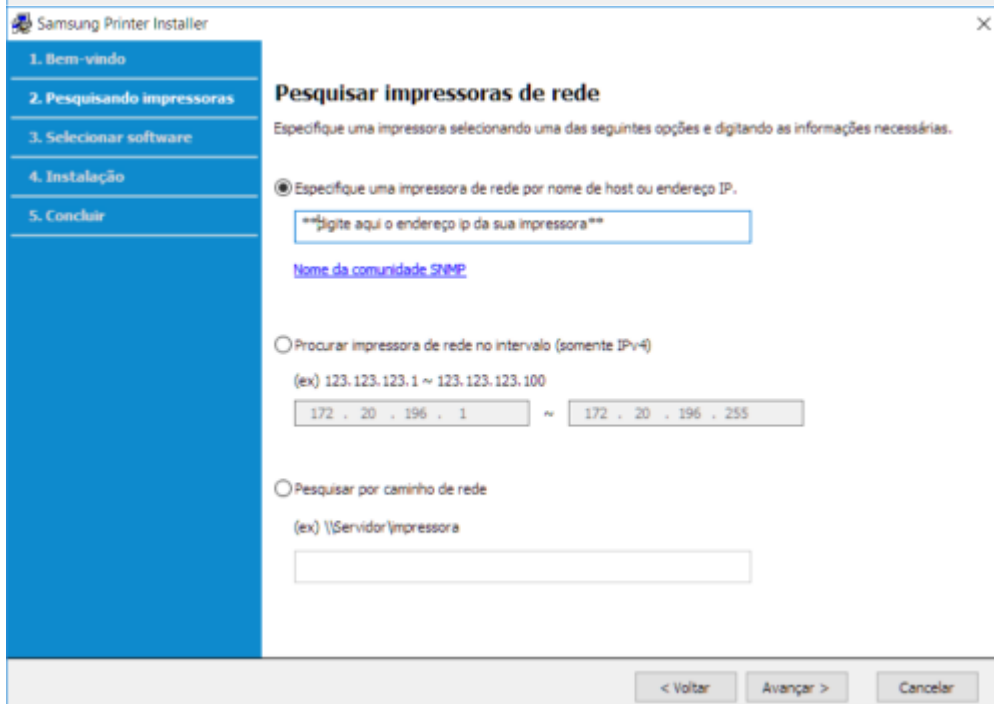 Samsung Printer Installer
1. Bem-vindo
2. Pesquisando impressoras
3. Selecionar software
4. Instalação
5. Concluir
Pesquisar impressoras de rede
Especifique uma impressora selecionando uma das seguintes opções e digitando as informações necessárias.
Especifique uma impressora de rede por nome de host ou endereço IP.
**digite aqui o endereço ip da sua impressora**
Nome da comunidade SNMP
Procurar impressora de rede no intervalo (somente IPv4)
(ex) 123.123.123.1 ~ 123.123.123.100
172 . 20 . 196 . 1 ~ 172 . 20 . 196 . 255
Pesquisar por caminho de rede
(ex) \\Servidor\impressora
< Voltar Avançar > Cancelar